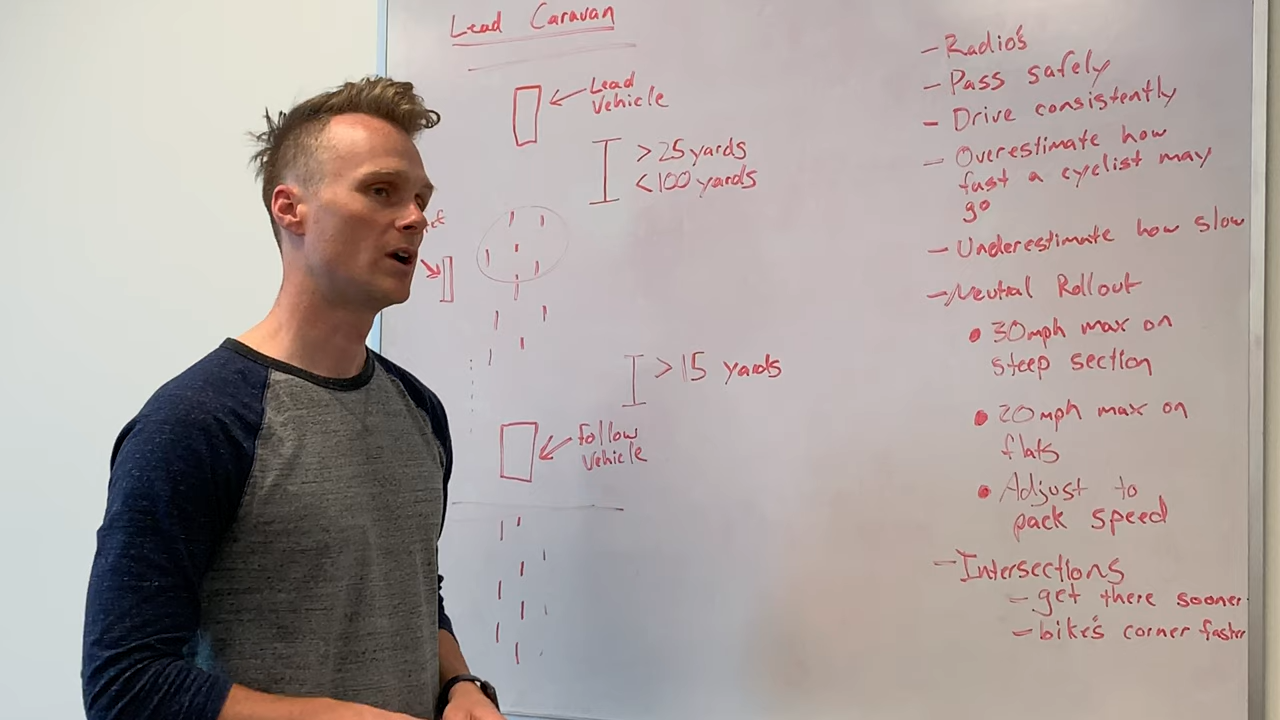 Lead Caravan
Lead
Vehicle
>25 yards
<100 yards
>15 yards
Follow
Vehicle
- Radio's
- Pass safely
- Drive consistently
- Overestimate how
fast a cyclist may
go
- Underestimate how slow
- Neutral Rollout
• 30mph max on
steep section
• 20mph max on
flats
• Adjust to
pack speed
- Intersections
- get there sooner
- bike's corner faster